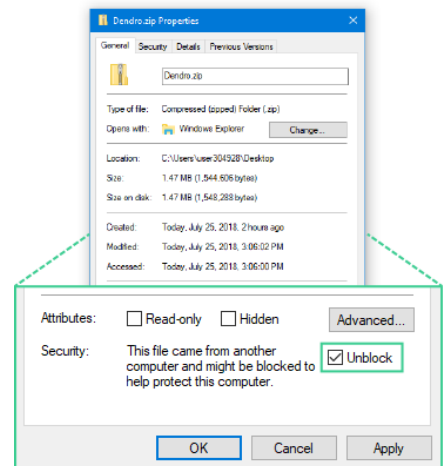 Dendro.zip Properties
General Security Details Previous Versions
Dendro.zip
Type of file: Compressed (zipped) Folder (.zip)
Opens with: Windows Explorer Change...
Location: C:\Users\user304928\Desktop
Size: 1.47 MB (1,544,606 bytes)
Size on disk: 1.47 MB (1,548,288 bytes)
Created: Today, July 25, 2018, 2 hours ago
Modified: Today, July 25, 2018, 3:06:02 PM
Accessed: Today, July 25, 2018, 3:06:00 PM
Attributes: Read-only Hidden Advanced...
Security: This file came from another
computer and might be blocked to
help protect this computer.
Unblock
OK Cancel Apply